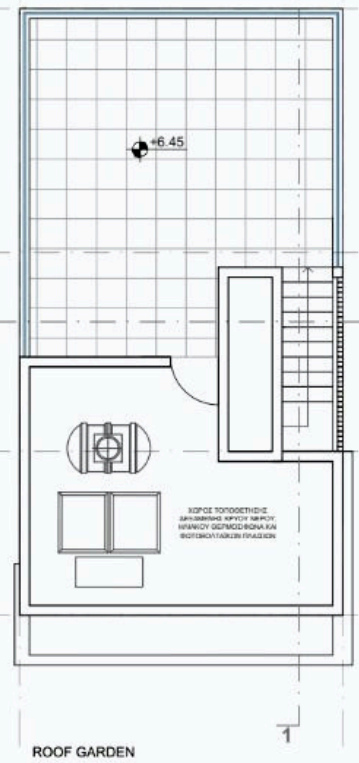 +6.45
ΧΩΡΟΣ ΤΟΠΟΘΕΤΗΣΗΣ
ΔΕΞΑΜΕΝΗΣ ΚΡΥΟΥ ΝΕΡΟΥ,
ΗΛΙΑΚΟΥ ΘΕΡΜΟΣΙΦΩΝΑ ΚΑΙ
ΦΩΤΟΒΟΛΤΑΪΚΩΝ ΠΛΑΙΣΙΩΝ
1
ROOF GARDEN